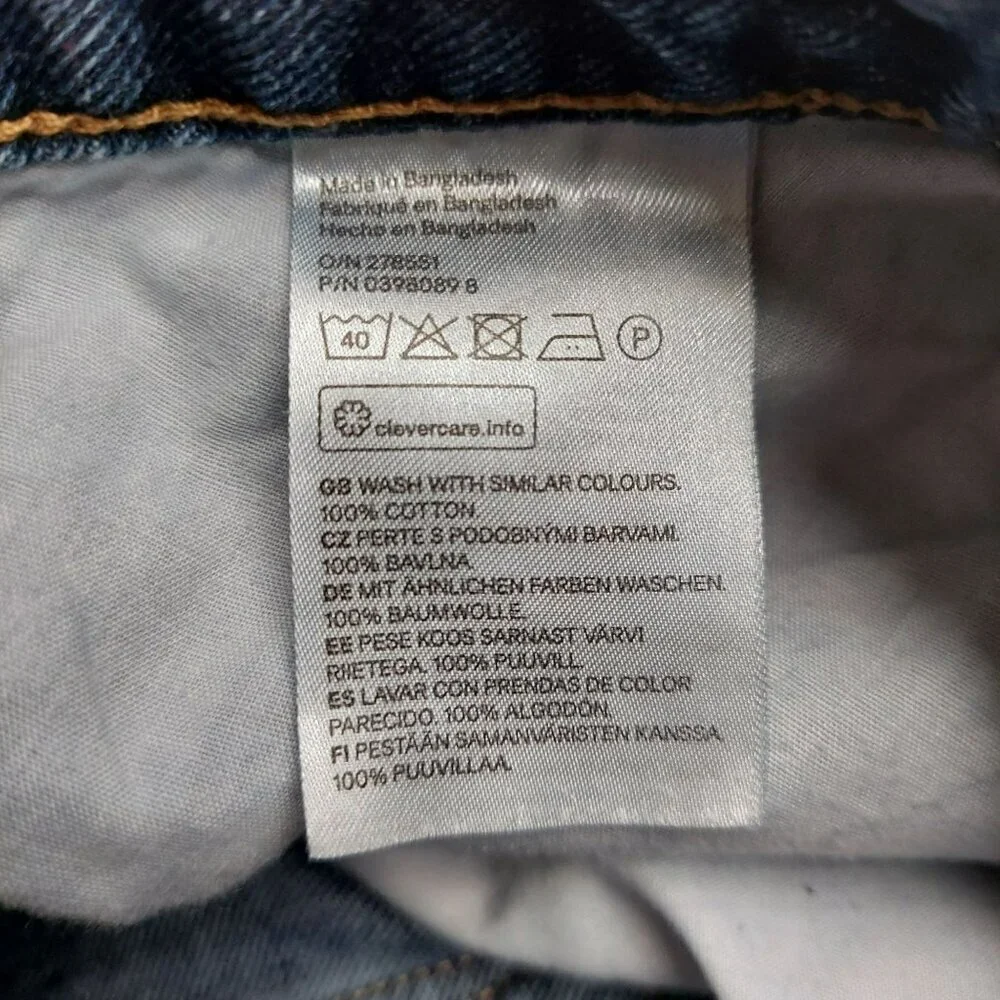 Made in Bangladesh
Fabriqué en Bangladesh
Hecho en Bangladesh
O/N 278551
P/N 0398089 8
40 P
clevercare.info
GB WASH WITH SIMILAR COLOURS.
100% COTTON
CZ PERTE S PODOBNÝMI BARVAMI.
100% BAVLNA
DE MIT ÄHNLICHEN FARBEN WASCHEN.
100% BAUMWOLLE.
EE PESE KOOS SARNAST VÄRVI
RIIETEGA. 100% PUUVILL
ES LAVAR CON PRENDAS DE COLOR
PARECIDO. 100% ALGODÓN.
FI PESTÄÄN SAMANVÄRISTEN KANSSA.
100% PUUVILLAA.